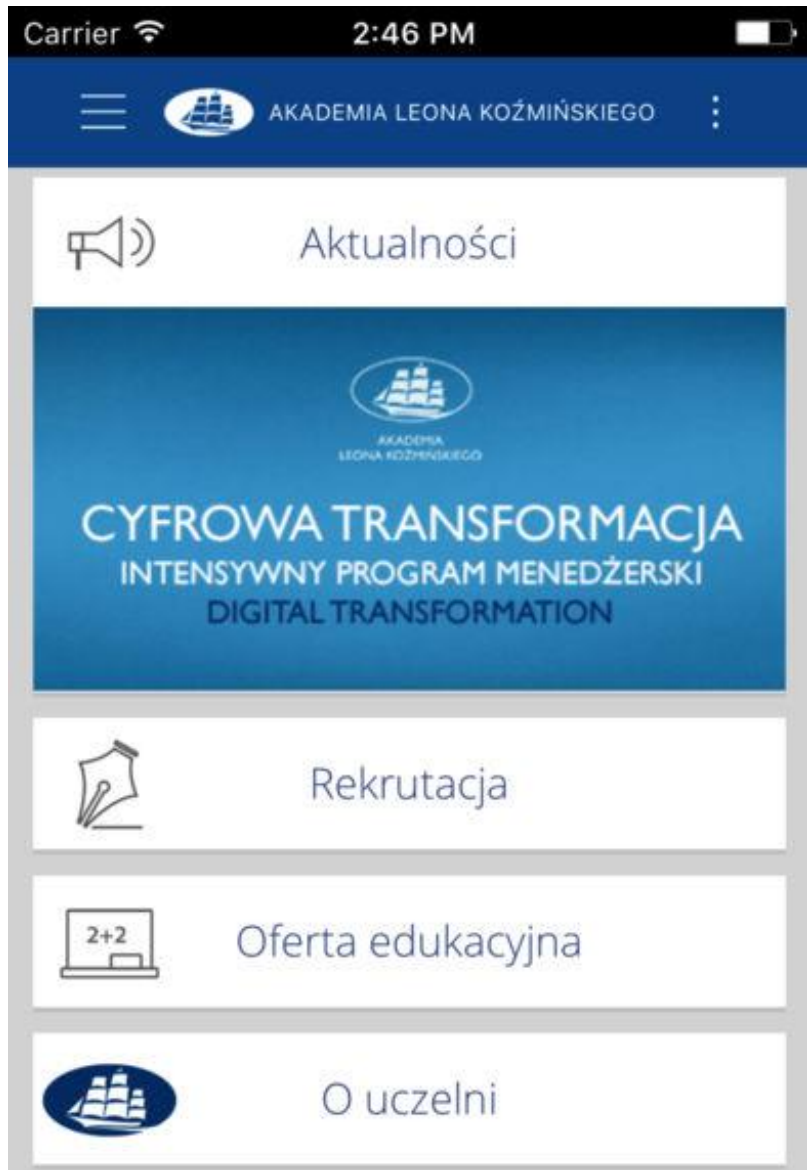 Carrier 2:46 PM
AKADEMIA LEONA KOŹMIŃSKIEGO
Aktualności
AKADEMIA
LEONA KOŹMIŃSKIEGO
CYFROWA TRANSFORMACJA
INTENSYWNY PROGRAM MENEDŻERSKI
DIGITAL TRANSFORMATION
Rekrutacja
2+2
Oferta edukacyjna
O uczelni